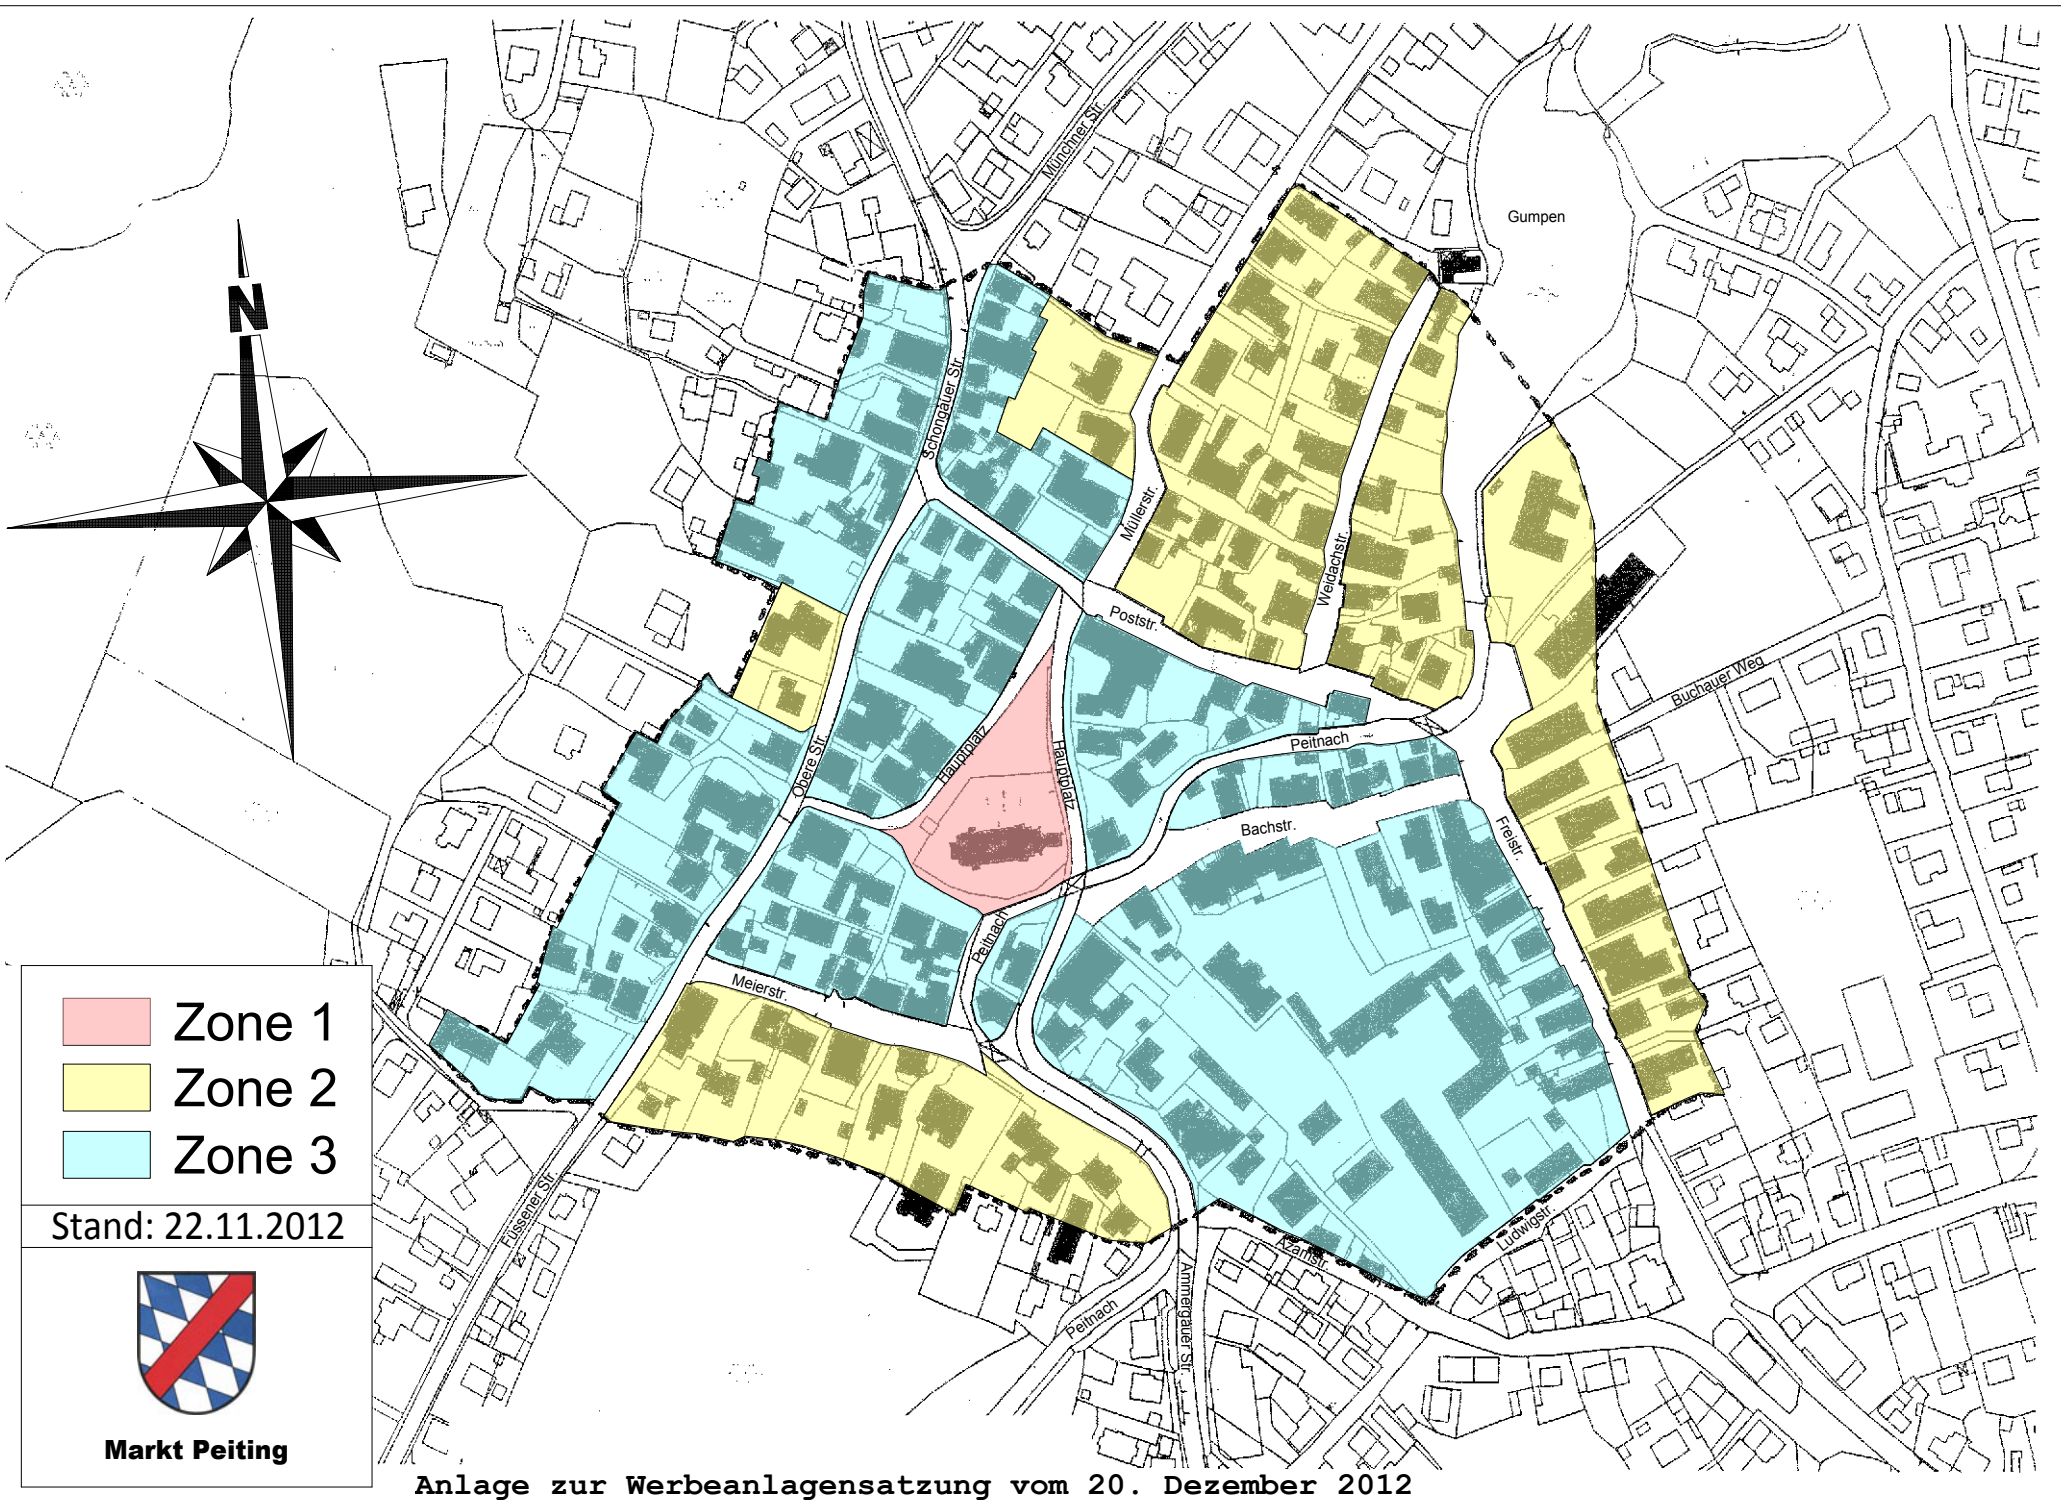 Münchner Str.
Gumpen
N
Schongauer Str.
Müllerstr.
Weidachstr.
Poststr.
Buchauer Weg
Hauptplatz
Hauptplatz
Obere Str.
Peitnach
Bachstr.
Freistr.
Peitnach
Meierstr.
Zone 1
Zone 2
Zone 3
Stand: 22.11.2012
Markt Peiting
Füssener Str.
Ludwigstr.
Azamstr.
Peitnach
Ammergauer Str.
Anlage zur Werbeanlagensatzung vom 20. Dezember 2012